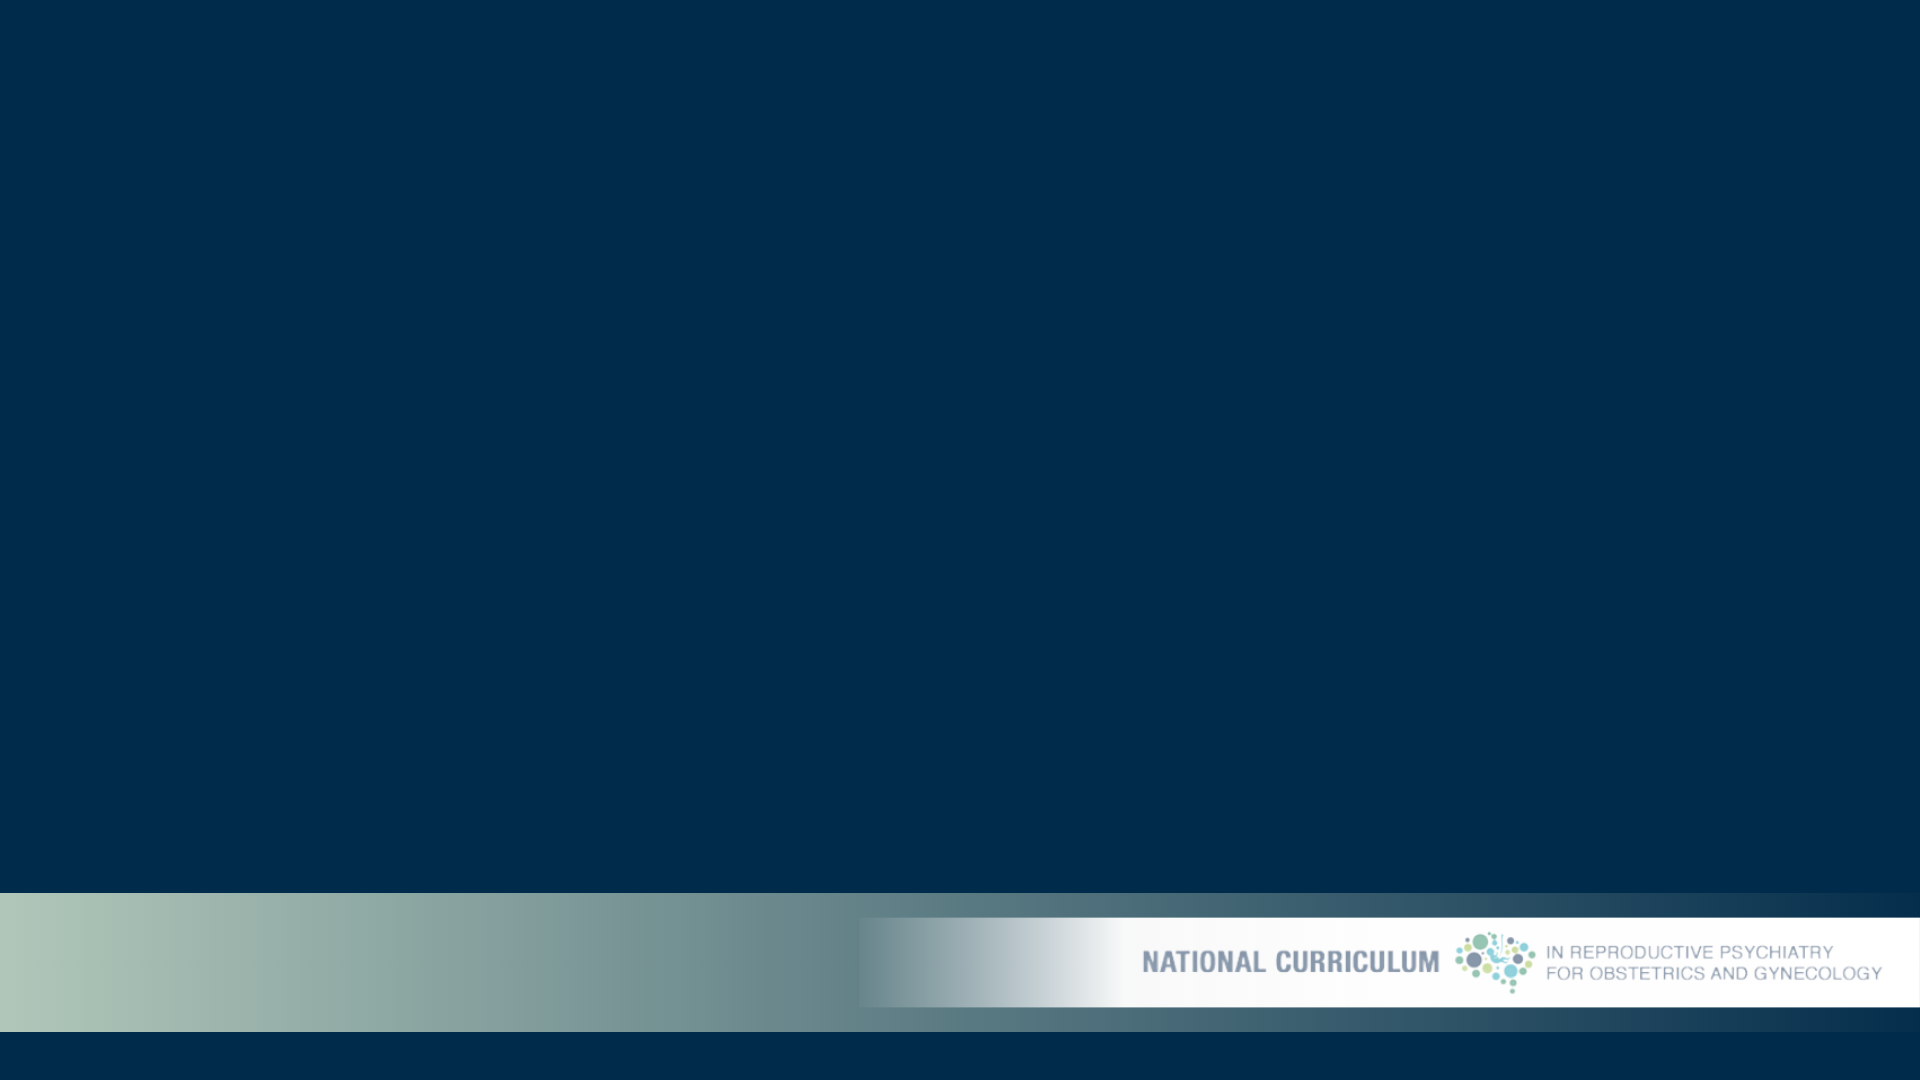 NATIONAL CURRICULUM
IN REPRODUCTIVE PSYCHIATRY
FOR OBSTETRICS AND GYNECOLOGY